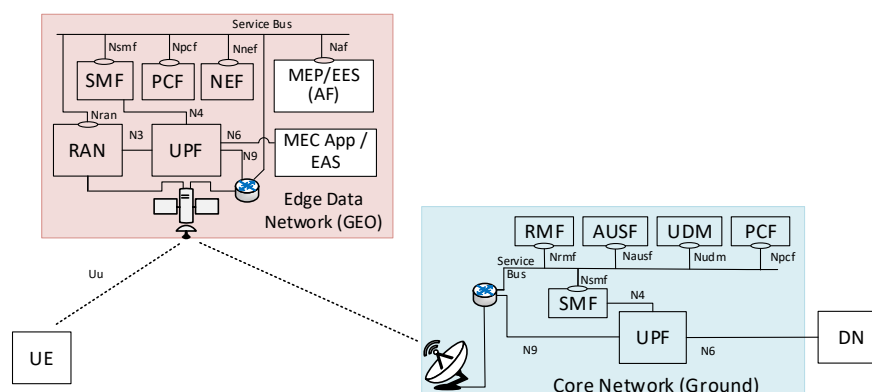 Service Bus
Nsmf
Npcf
Nnef
Naf
SMF
PCF
NEF
MEP/EES
(AF)
Nran
N4
N3
N6
RAN
UPF
MEC App /
EAS
N9
Edge Data
Network (GEO)
RMF
AUSF
UDM
PCF
Service
Bus
Nrmf
Nausf
Nudm
Npcf
Nsmf
Uu
SMF
N4
UPF
DN
UE
N9
N6
Core Network (Ground)